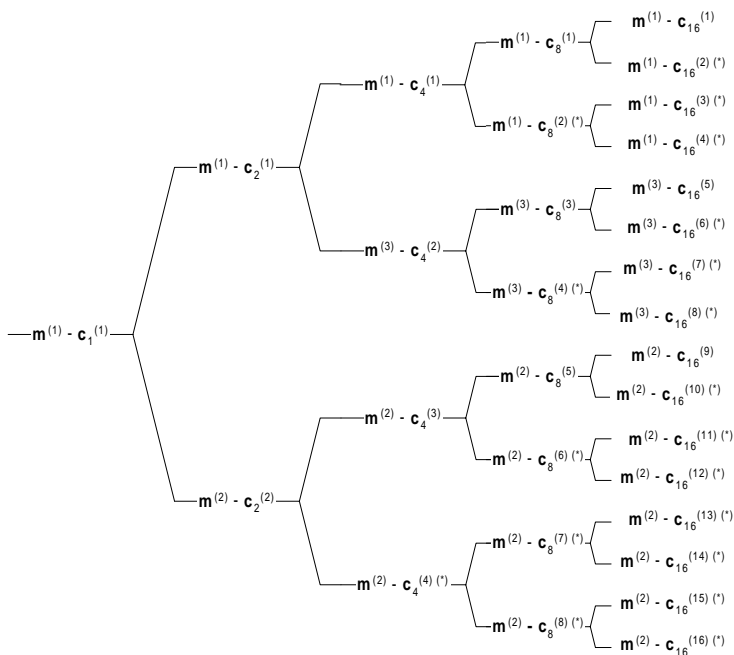 m⁽¹⁾ - c₁₆⁽¹⁾
m⁽¹⁾ - c₈⁽¹⁾
m⁽¹⁾ - c₁₆⁽²⁾ ⁽*⁾
m⁽¹⁾ - c₄⁽¹⁾
m⁽¹⁾ - c₁₆⁽³⁾ ⁽*⁾
m⁽¹⁾ - c₈⁽²⁾ ⁽*⁾
m⁽¹⁾ - c₁₆⁽⁴⁾ ⁽*⁾
m⁽¹⁾ - c₂⁽¹⁾
m⁽³⁾ - c₁₆⁽⁵⁾
m⁽³⁾ - c₈⁽³⁾
m⁽³⁾ - c₁₆⁽⁶⁾ ⁽*⁾
m⁽³⁾ - c₄⁽²⁾
m⁽³⁾ - c₁₆⁽⁷⁾ ⁽*⁾
m⁽³⁾ - c₈⁽⁴⁾ ⁽*⁾
m⁽³⁾ - c₁₆⁽⁸⁾ ⁽*⁾
m⁽¹⁾ - c₁⁽¹⁾
m⁽²⁾ - c₁₆⁽⁹⁾
m⁽²⁾ - c₈⁽⁵⁾
m⁽²⁾ - c₁₆⁽¹⁰⁾ ⁽*⁾
m⁽²⁾ - c₄⁽³⁾
m⁽²⁾ - c₁₆⁽¹¹⁾ ⁽*⁾
m⁽²⁾ - c₈⁽⁶⁾ ⁽*⁾
m⁽²⁾ - c₁₆⁽¹²⁾ ⁽*⁾
m⁽²⁾ - c₂⁽²⁾
m⁽²⁾ - c₁₆⁽¹³⁾ ⁽*⁾
m⁽²⁾ - c₈⁽⁷⁾ ⁽*⁾
m⁽²⁾ - c₁₆⁽¹⁴⁾ ⁽*⁾
m⁽²⁾ - c₄⁽⁴⁾ ⁽*⁾
m⁽²⁾ - c₁₆⁽¹⁵⁾ ⁽*⁾
m⁽²⁾ - c₈⁽⁸⁾ ⁽*⁾
m⁽²⁾ - c₁₆⁽¹⁶⁾ ⁽*⁾